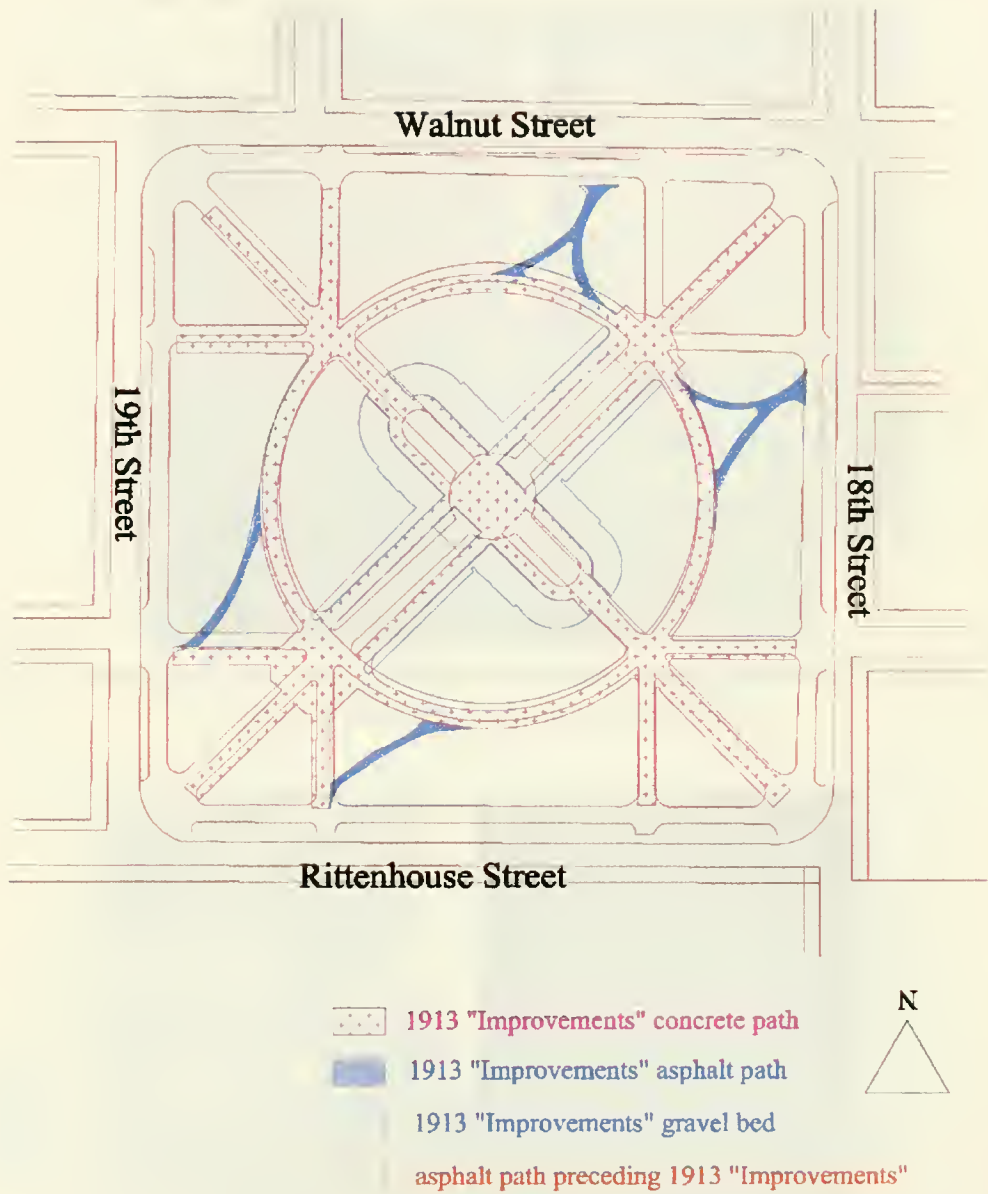 Walnut Street
19th Street
18th Street
Rittenhouse Street
N
1913 "Improvements" concrete path
1913 "Improvements" asphalt path
1913 "Improvements" gravel bed
asphalt path preceding 1913 "Improvements"